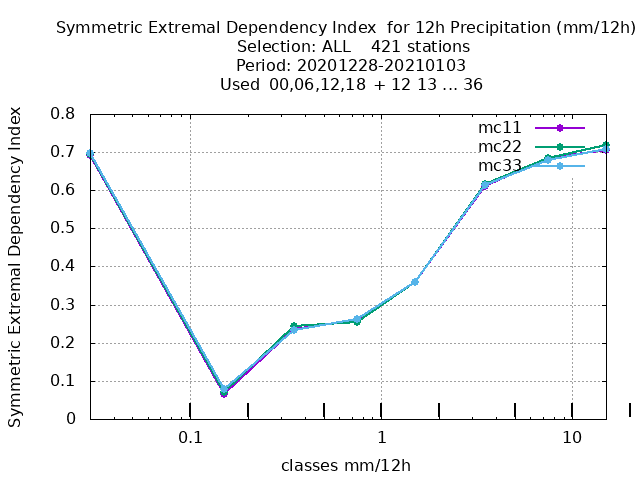 Symmetric Extremal Dependency Index  for 12h Precipitation (mm/12h)
Selection: ALL    421 stations
Period: 20201228-20210103
Used  00,06,12,18  + 12 13 ... 36
Symmetric Extremal Dependency Index
0.8
0.7
0.6
0.5
0.4
0.3
0.2
0.1
0
mc11
mc22
mc33
0.1
1
10
classes mm/12h